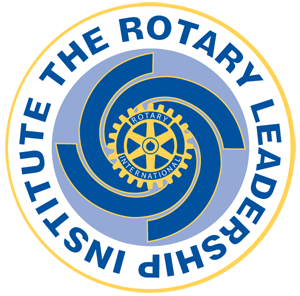 THE ROTARY LEADERSHIP INSTITUTE
ROTARY
INTERNATIONAL